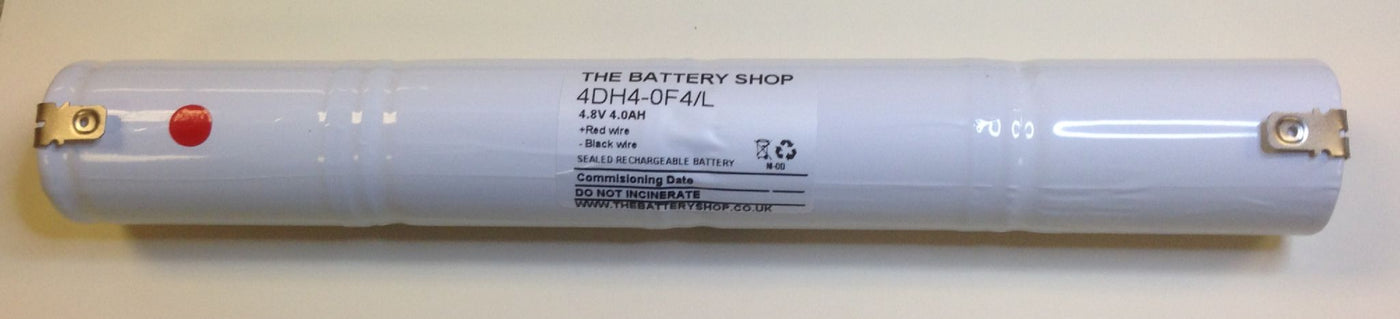 THE BATTERY SHOP
4DH4-0F4/L
4.8V 4.0AH
+Red wire
- Black wire
SEALED RECHARGEABLE BATTERY
M-00
Commisioning Date
DO NOT INCINERATE
WWW.THEBATTERYSHOP.CO.UK